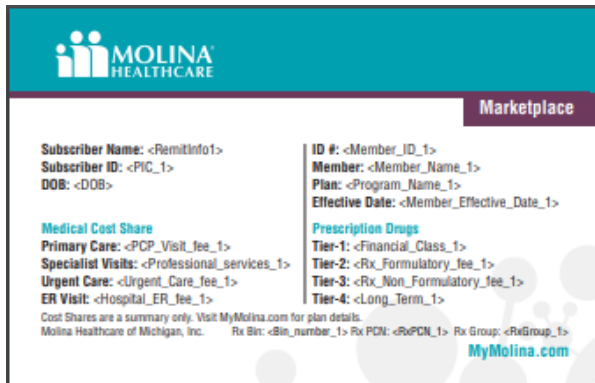 MOLINA
HEALTHCARE
Marketplace
Subscriber Name: <RemitInfo1>
Subscriber ID: <PIC_1>
DOB: <DOB>
ID #: <Member_ID_1>
Member: <Member_Name_1>
Plan: <Program_Name_1>
Effective Date: <Member_Effective_Date_1>
Medical Cost Share
Primary Care: <PCP_Visit_fee_1>
Specialist Visits: <Professional_services_1>
Urgent Care: <Urgent_Care_fee_1>
ER Visit: <Hospital_ER_fee_1>
Prescription Drugs
Tier-1: <Financial_Class_1>
Tier-2: <Rx_Formulatory_fee_1>
Tier-3: <Rx_Non_Formulatory_fee_1>
Tier-4: <Long_Term_1>
Cost Shares are a summary only. Visit MyMolina.com for plan details.
Molina Healthcare of Michigan, Inc. Rx Bin: <Bin_number_1> Rx PCN: <RxPCN_1> Rx Group: <RxGroup_1>
MyMolina.com